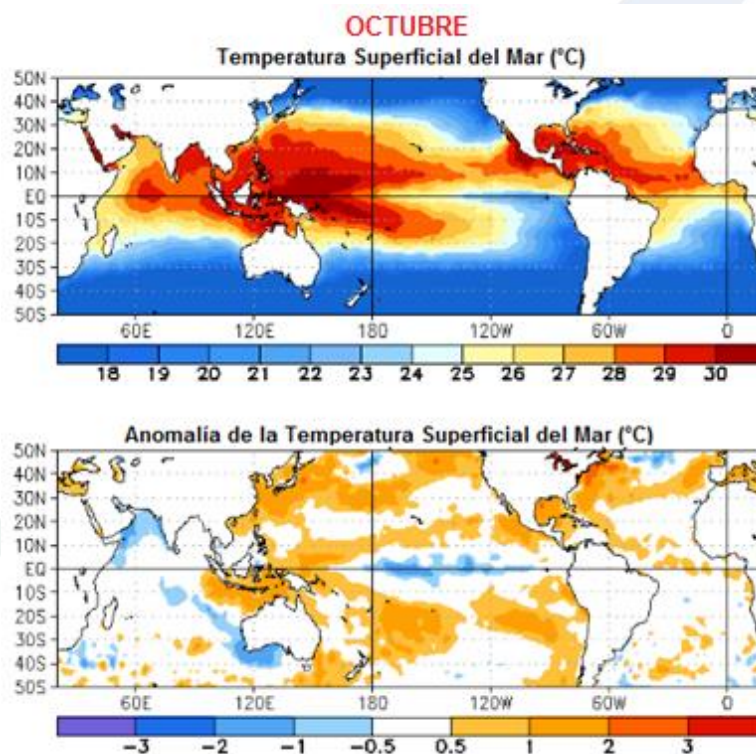 OCTUBRE
Temperatura Superficial del Mar (°C)
50N
40N
30N
20N
10N
EQ
10S
20S
30S
40S
50S
60E 120E 180 120W 60W 0
18 19 20 21 22 23 24 25 26 27 28 29 30
Anomalía de la Temperatura Superficial del Mar (°C)
50N
40N
30N
20N
10N
EQ
10S
20S
30S
40S
50S
60E 120E 180 120W 60W 0
-3 -2 -1 -0.5 0.5 1 2 3